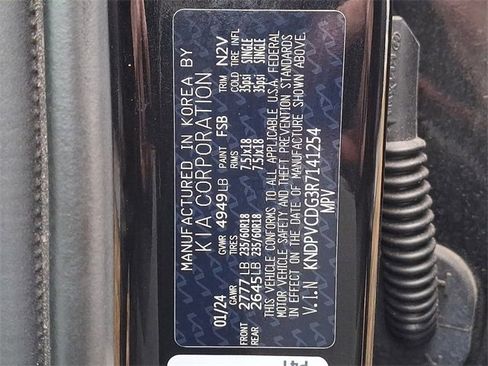 MANUFACTURED IN KOREA BY
KIA CORPORATION
01/24 GVWR 4949LB PAINT FSB TRIM N2V
GAWR TIRES RIMS COLD TIRE INFL
FRONT 2777LB 235/60R18 7.5JX18 35psi SINGLE
REAR 2645LB 235/60R18 7.5JX18 35psi SINGLE
THIS VEHICLE CONFORMS TO ALL APPLICABLE U.S.A. FEDERAL
MOTOR VEHICLE SAFETY AND THEFT PREVENTION STANDARDS
IN EFFECT ON THE DATE OF MANUFACTURE SHOWN ABOVE.
V.I.N KNDPVCDG3R7141254
MPV